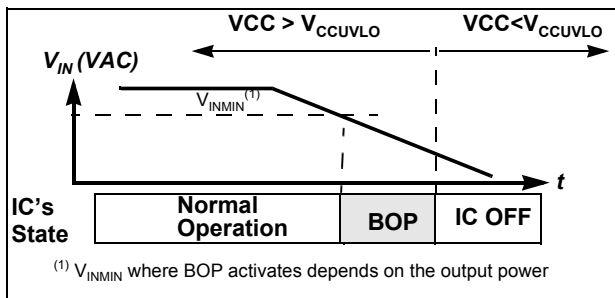 VCC > VCCUVLO
VCC<VCCUVLO
VIN (VAC)
VINMIN(1)
t
IC's
State
Normal
Operation
BOP
IC OFF
(1) VINMIN where BOP activates depends on the output power